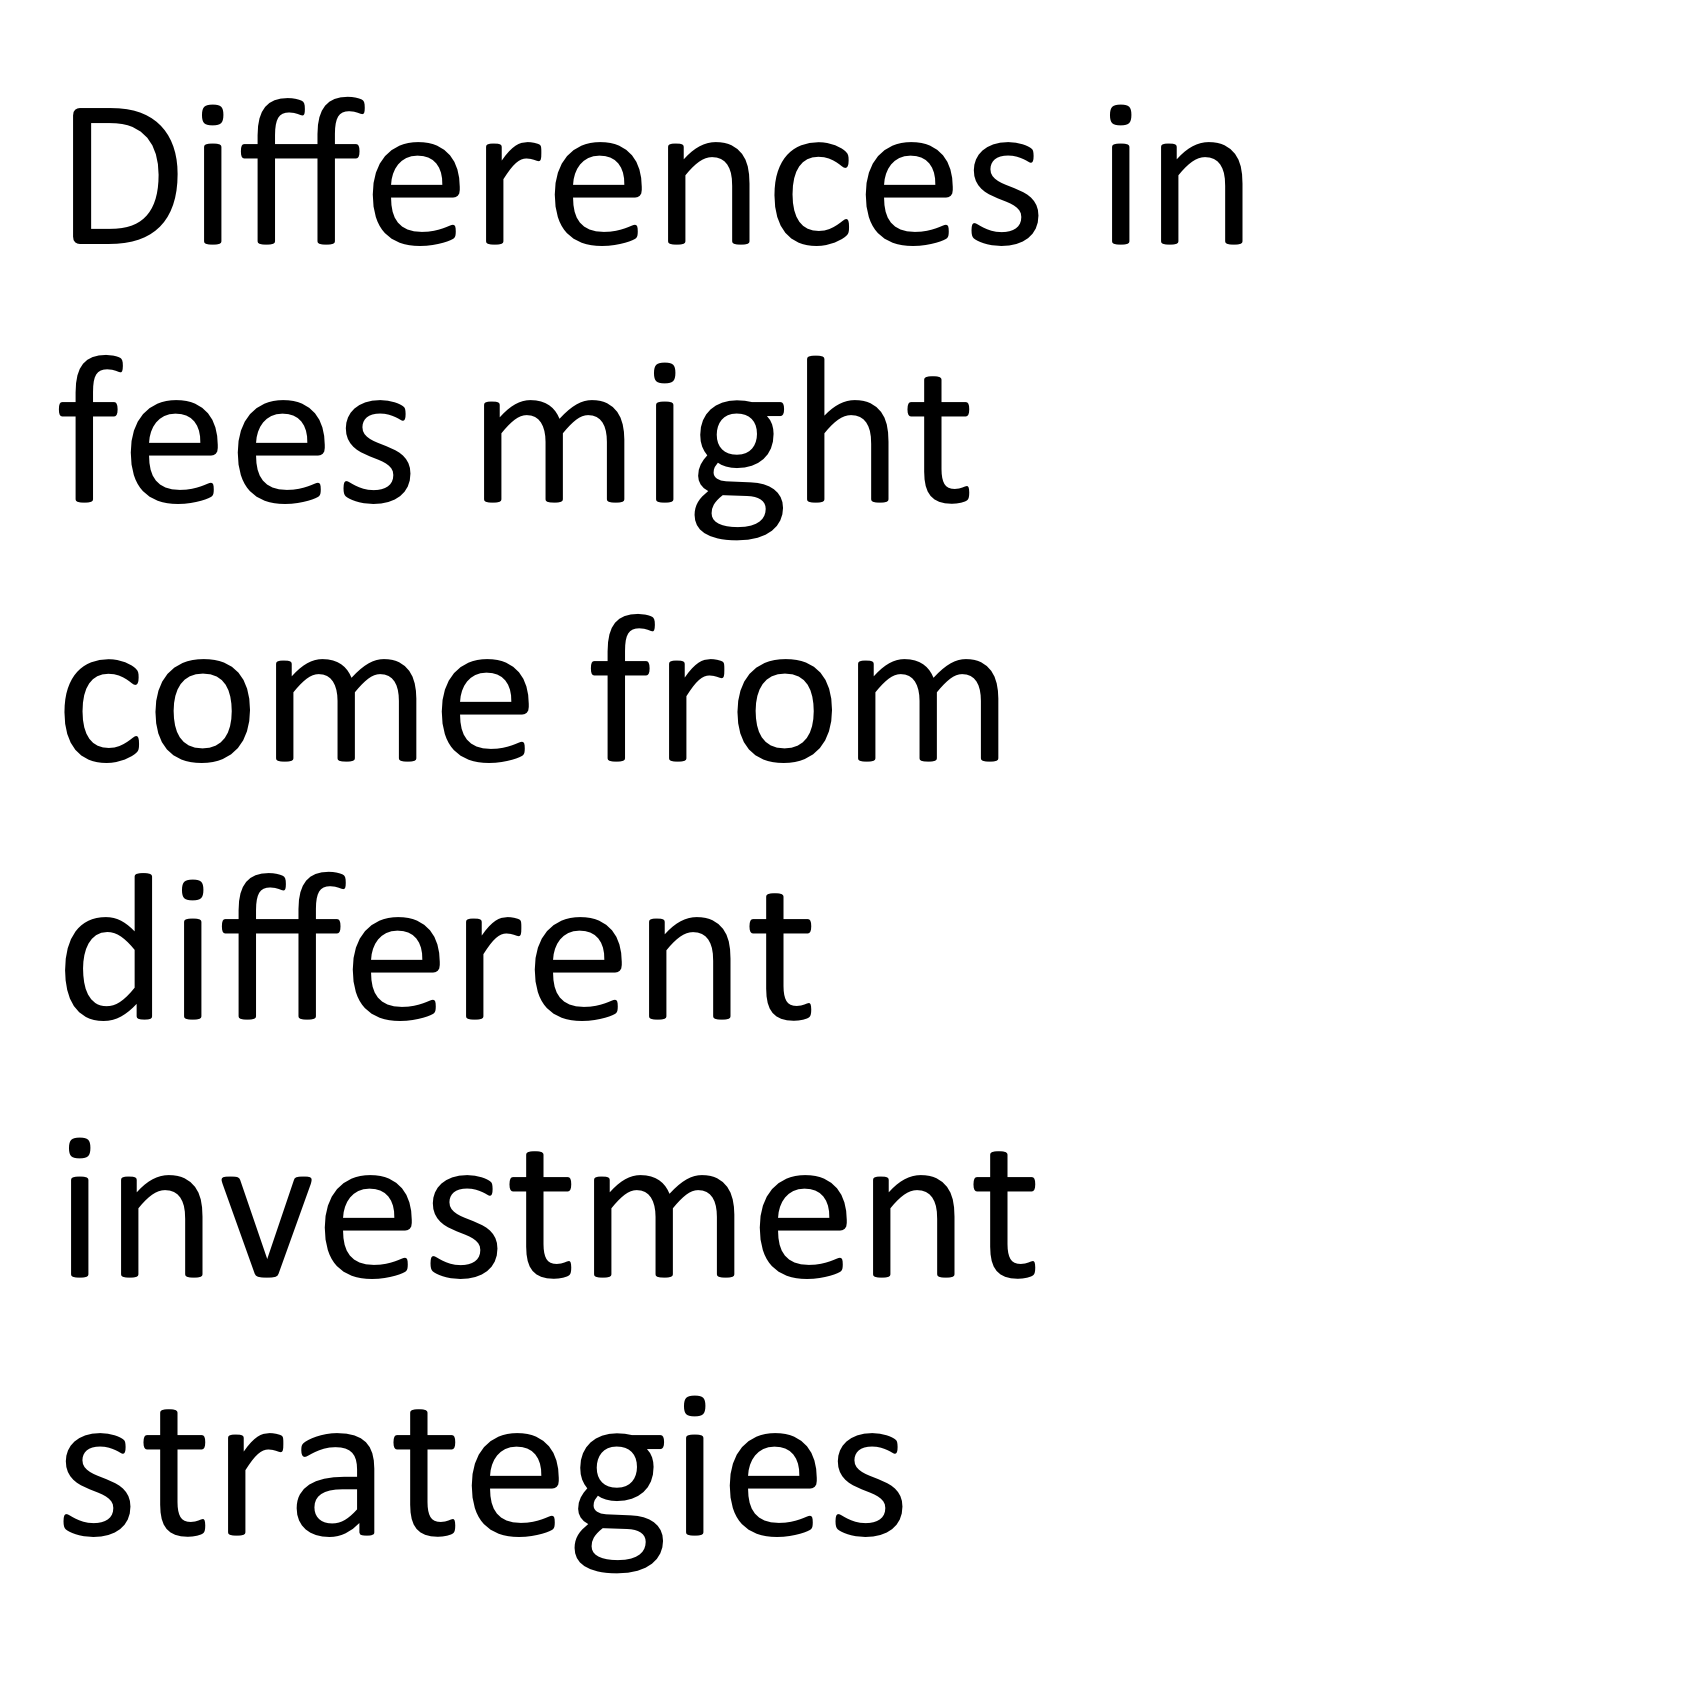 Differences in
fees might
come from
different
investment
strategies